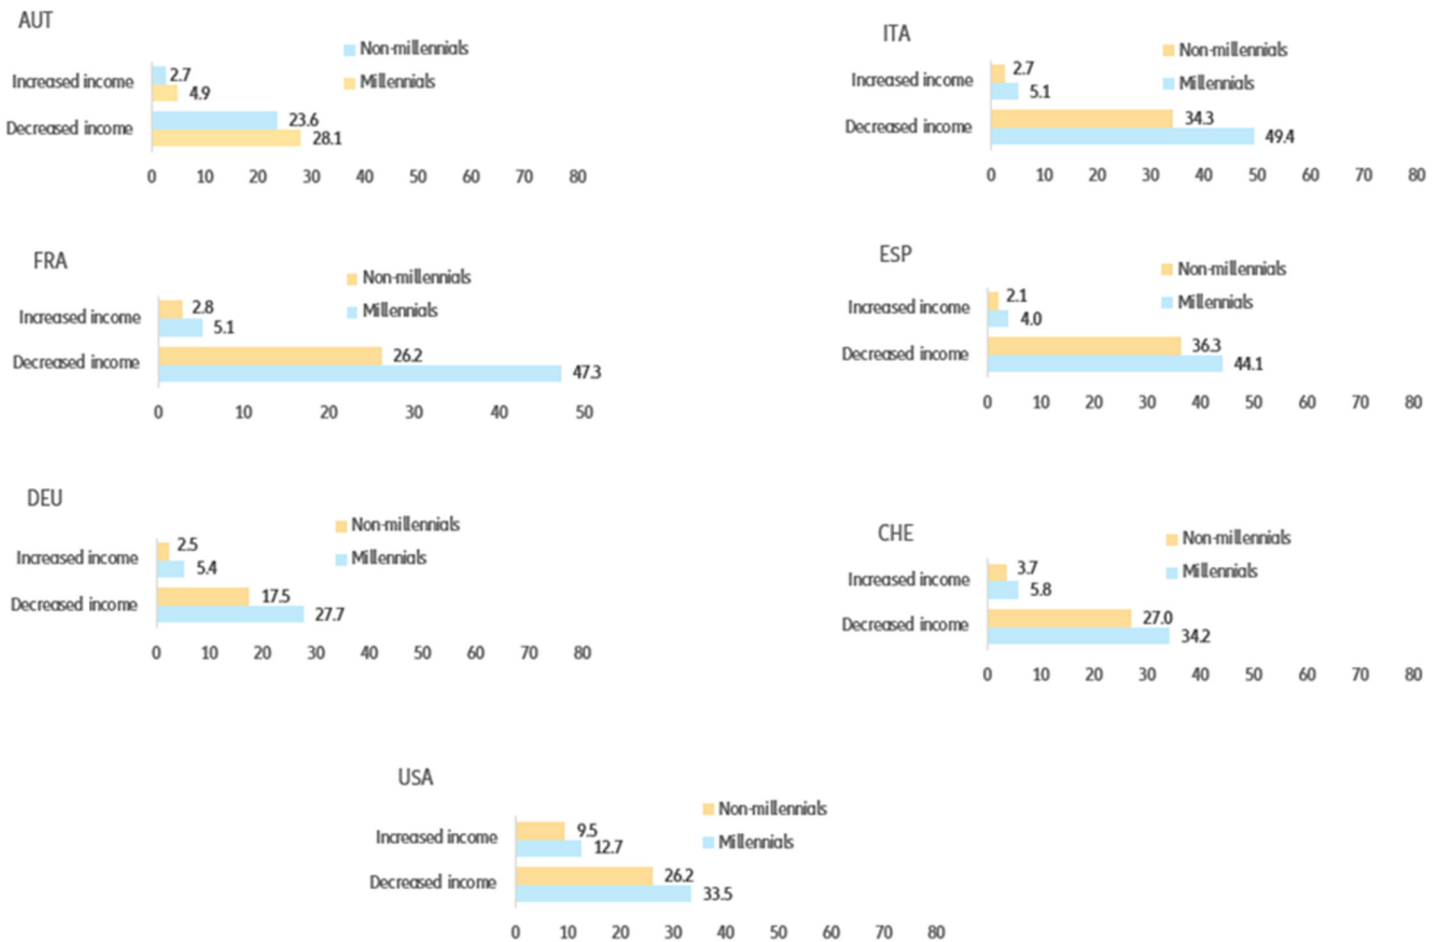 AUT
Non-millennials
Millennials
Increased income
2.7
4.9
Decreased income
23.6
28.1
0 10 20 30 40 50 60 70 80
ITA
Non-millennials
Millennials
Increased income
2.7
5.1
Decreased income
34.3
49.4
0 10 20 30 40 50 60 70 80
FRA
Non-millennials
Millennials
Increased income
2.8
5.1
Decreased income
26.2
47.3
0 10 20 30 40 50
ESP
Non-millennials
Millennials
Increased income
2.1
4.0
Decreased income
36.3
44.1
0 10 20 30 40 50 60 70 80
DEU
Non-millennials
Millennials
Increased income
2.5
5.4
Decreased income
17.5
27.7
0 10 20 30 40 50 60 70 80
CHE
Non-millennials
Millennials
Increased income
3.7
5.8
Decreased income
27.0
34.2
0 10 20 30 40 50 60 70 80
USA
Non-millennials
Millennials
Increased income
9.5
12.7
Decreased income
26.2
33.5
0 10 20 30 40 50 60 70 80